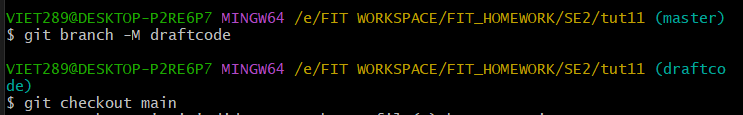 VIET289@DESKTOP-P2RE6P7 MINGW64 /e/FIT WORKSPACE/FIT_HOMEWORK/SE2/tut11 (master)
$ git branch -M draftcode
VIET289@DESKTOP-P2RE6P7 MINGW64 /e/FIT WORKSPACE/FIT_HOMEWORK/SE2/tut11 (draftco
de)
$ git checkout main